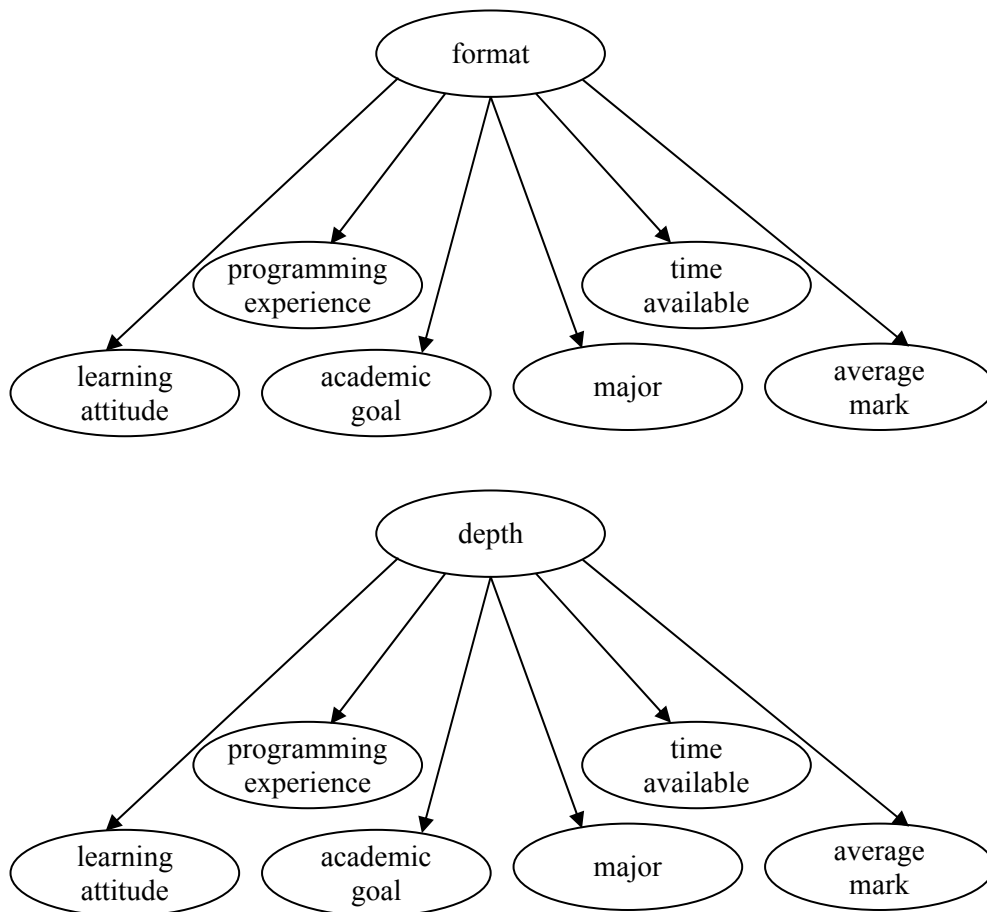 format
programming
experience
time
available
learning
attitude
academic
goal
major
average
mark
depth
programming
experience
time
available
learning
attitude
academic
goal
major
average
mark